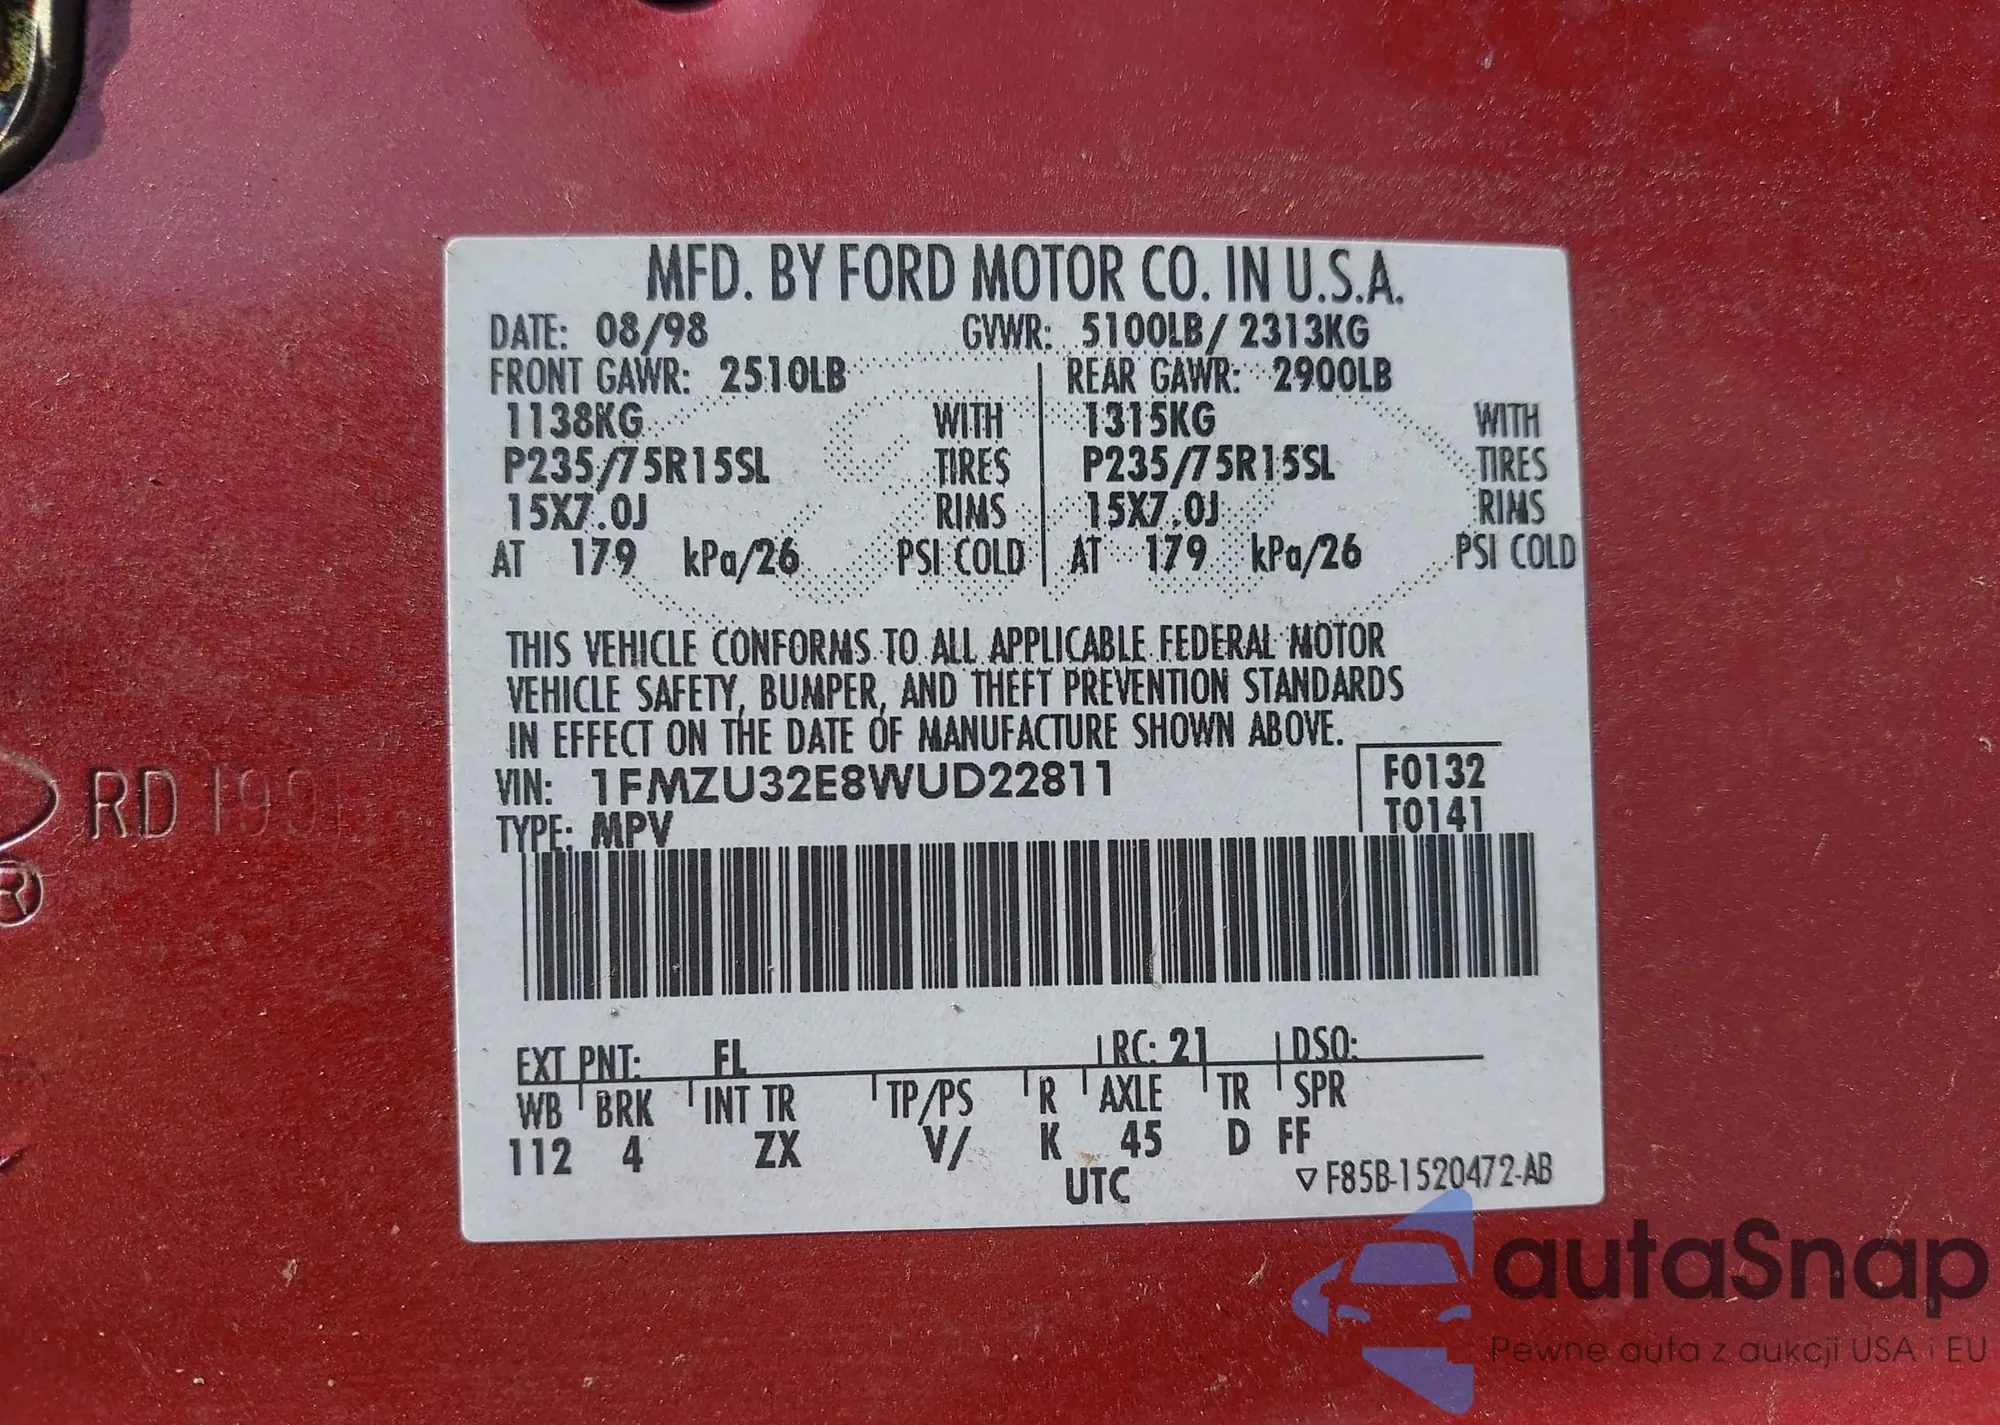 MFD. BY FORD MOTOR CO. IN U.S.A.
DATE: 08/98 GVWR: 5100LB/ 2313KG
FRONT GAWR: 2510LB REAR GAWR: 2900LB
1138KG WITH 1315KG WITH
P235/75R15SL TIRES P235/75R15SL TIRES
15X7.0J RIMS 15X7.0J RIMS
AT 179 kPa/26 PSI COLD AT 179 kPa/26 PSI COLD
THIS VEHICLE CONFORMS TO ALL APPLICABLE FEDERAL MOTOR
VEHICLE SAFETY, BUMPER, AND THEFT PREVENTION STANDARDS
IN EFFECT ON THE DATE OF MANUFACTURE SHOWN ABOVE.
VIN: 1FMZU32E8WUD22811 F0132
TYPE: MPV T0141
RD
EXT PNT: FL RC: 21 DSO:
WB BRK INT TR TP/PS R AXLE TR SPR
112 4 ZX V/ K 45 D FF
UTC F85B-1520472-AB
autaSnap
Pewne auta z aukcji USA i EU